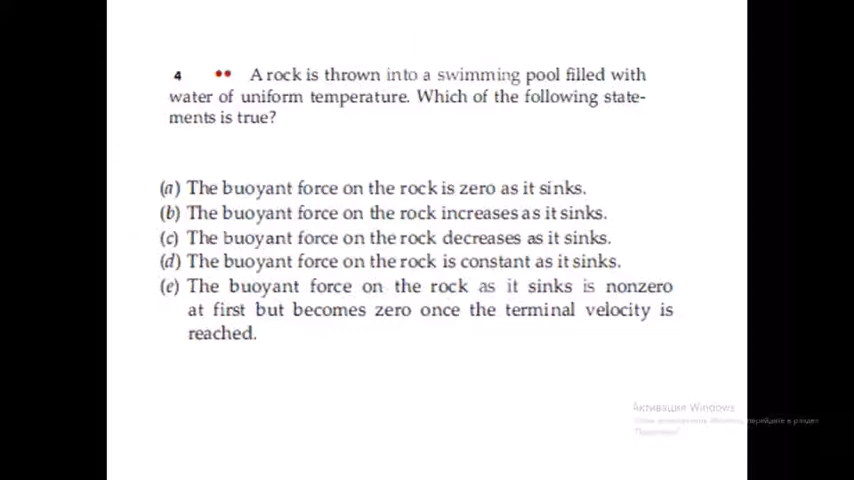 4 •• A rock is thrown into a swimming pool filled with
water of uniform temperature. Which of the following state-
ments is true?
(a) The buoyant force on the rock is zero as it sinks.
(b) The buoyant force on the rock increases as it sinks.
(c) The buoyant force on the rock decreases as it sinks.
(d) The buoyant force on the rock is constant as it sinks.
(e) The buoyant force on the rock as it sinks is nonzero
at first but becomes zero once the terminal velocity is
reached.
Активация Windows
перейдите в раздел